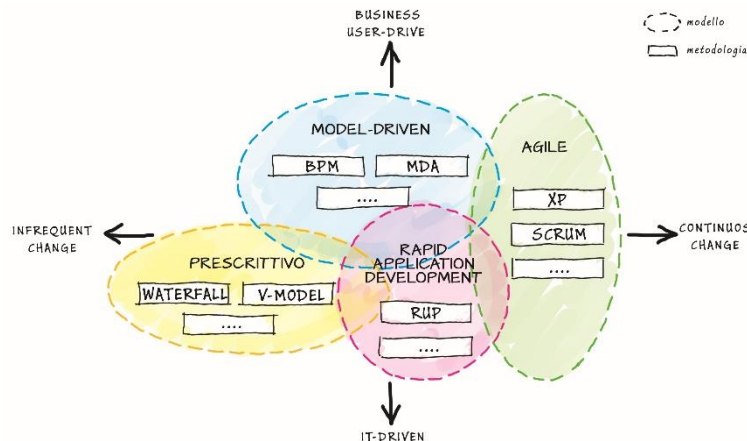 BUSINESS
USER-DRIVE
modello
metodologia
MODEL-DRIVEN
BPM
MDA
....
AGILE
XP
SCRUM
....
INFREQUENT
CHANGE
CONTINUOS
CHANGE
PRESCRITTIVO
WATERFALL
V-MODEL
....
RAPID
APPLICATION
DEVELOPMENT
RUP
....
IT-DRIVEN